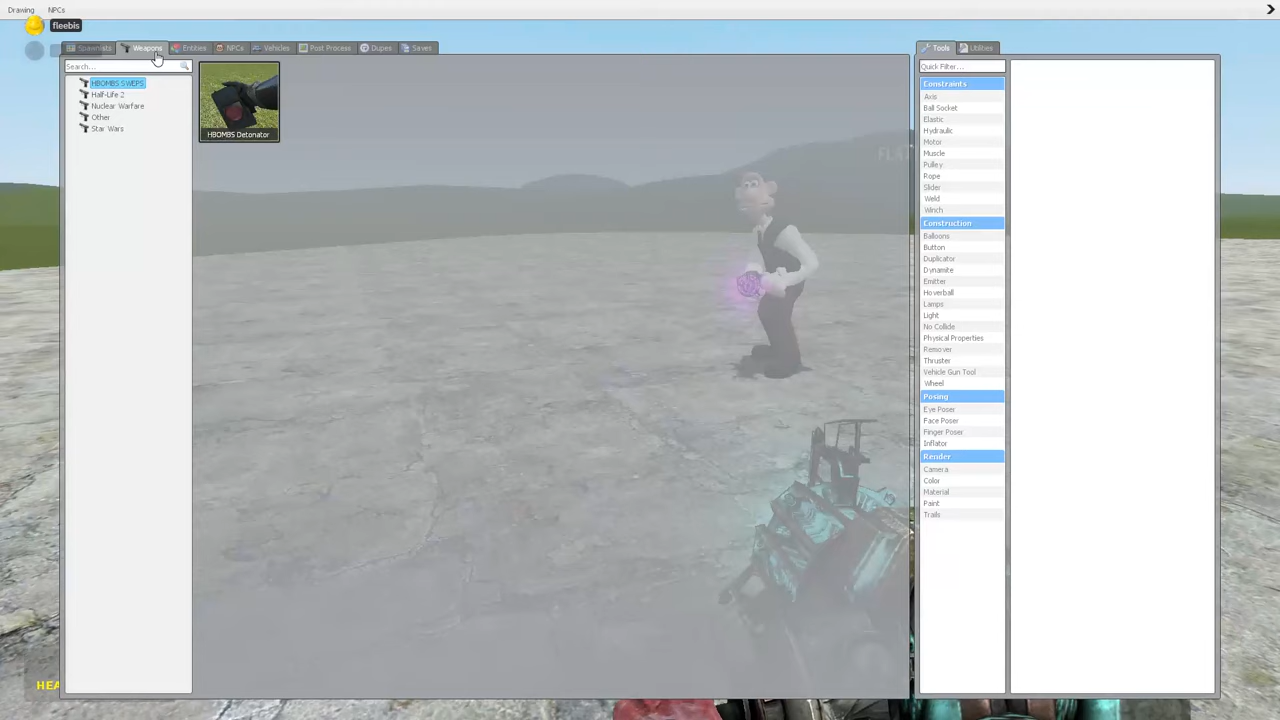 Drawing NPCs
fleebis
Spawnlists Weapons Entities NPCs Vehicles Post Process Dupes Saves
Search...
HBOMBS SWEPS
Half-Life 2
Nuclear Warfare
Other
Star Wars
HBOMBS Detonator
FLAT
HEA
Tools Utilities
Quick Filter...
Constraints
Axis
Ball Socket
Elastic
Hydraulic
Motor
Muscle
Pulley
Rope
Slider
Weld
Winch
Construction
Balloons
Button
Duplicator
Dynamite
Emitter
Hoverball
Lamps
Light
No Collide
Physical Properties
Remover
Thruster
Vehicle Gun Tool
Wheel
Posing
Eye Poser
Face Poser
Finger Poser
Inflator
Render
Camera
Color
Material
Paint
Trails